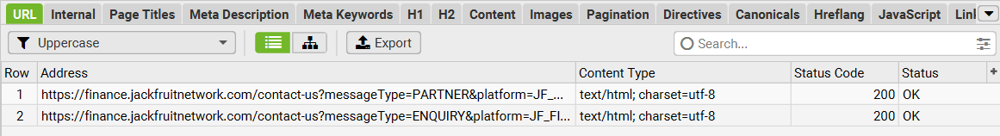 URL Internal Page Titles Meta Description Meta Keywords H1 H2 Content Images Pagination Directives Canonicals Hreflang JavaScript Link
Uppercase Export Search...
Row Address Content Type Status Code Status +
1 https://finance.jackfruitnetwork.com/contact-us?messageType=PARTNER&platform=JF_... text/html; charset=utf-8 200 OK
2 https://finance.jackfruitnetwork.com/contact-us?messageType=ENQUIRY&platform=JF_FI... text/html; charset=utf-8 200 OK